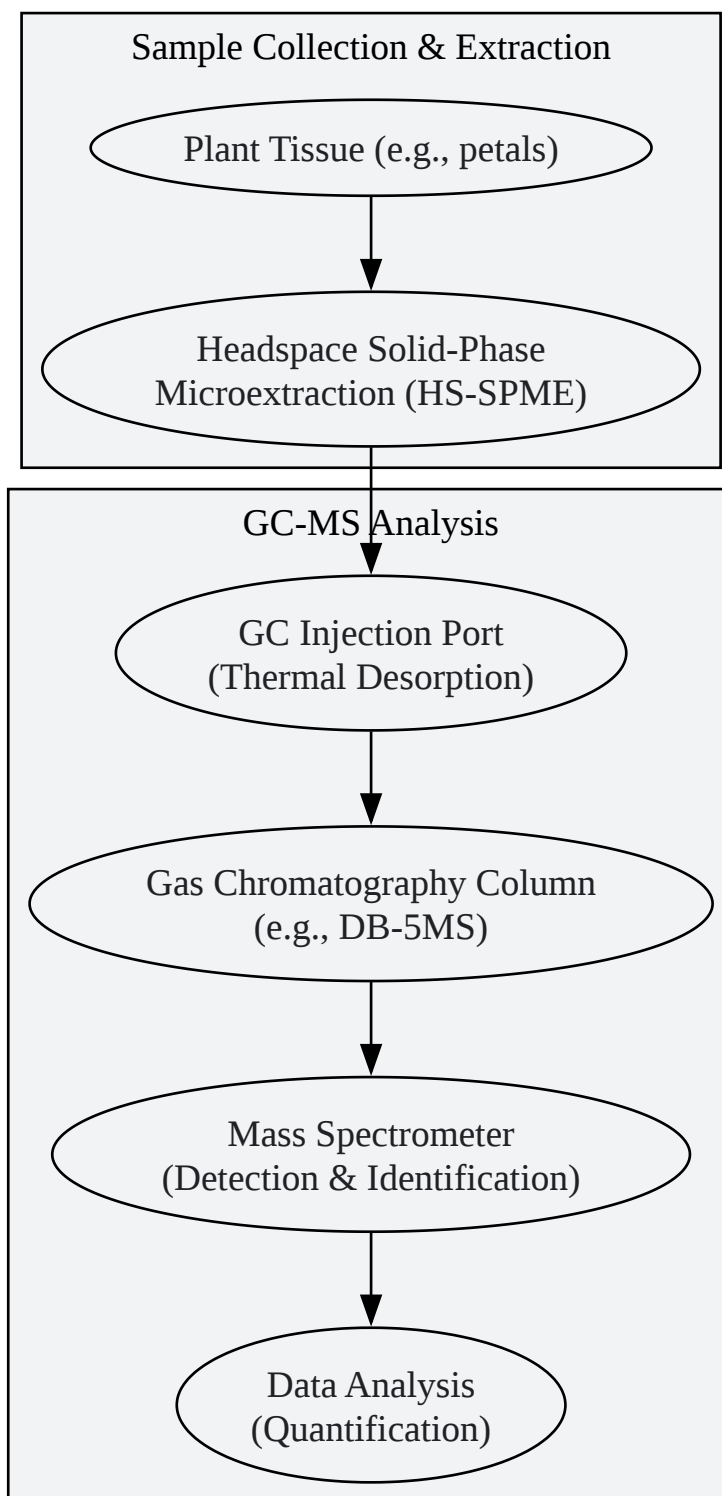 Sample Collection & Extraction
Plant Tissue (e.g., petals)
Headspace Solid-Phase
Microextraction (HS-SPME)
GC-MS Analysis
GC Injection Port
(Thermal Desorption)
Gas Chromatography Column
(e.g., DB-5MS)
Mass Spectrometer
(Detection & Identification)
Data Analysis
(Quantification)